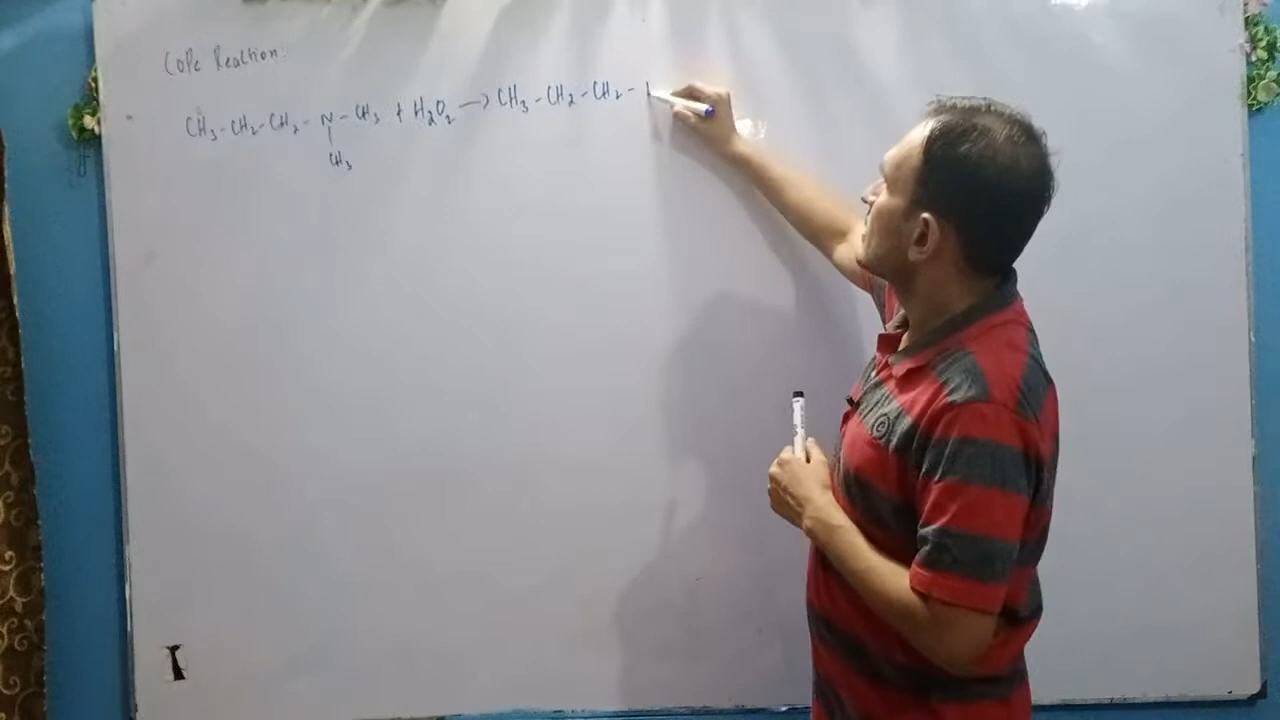 Cope Reaction:
CH3-CH2-CH2-N-CH3 + H2O2 → CH3-CH2-CH2-
CH3